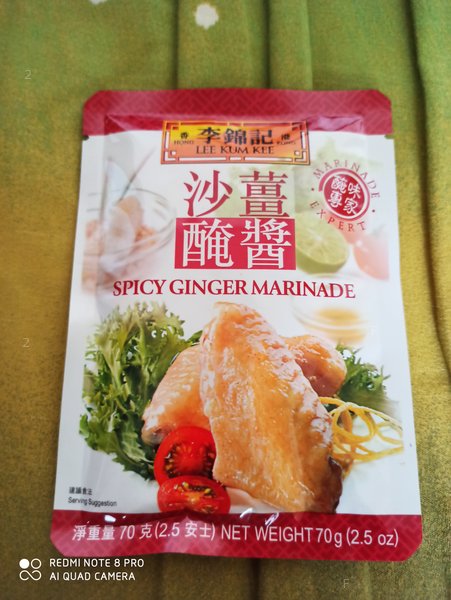 香 李錦記 港
HONG LEE KUM KEE KONG
MARINADE
醃味
專家
EXPERT
沙薑
醃醬
SPICY GINGER MARINADE
建議食法
Serving Suggestion
淨重量 70 克 (2.5 安士) NET WEIGHT 70g (2.5 oz)
REDMI NOTE 8 PRO
AI QUAD CAMERA